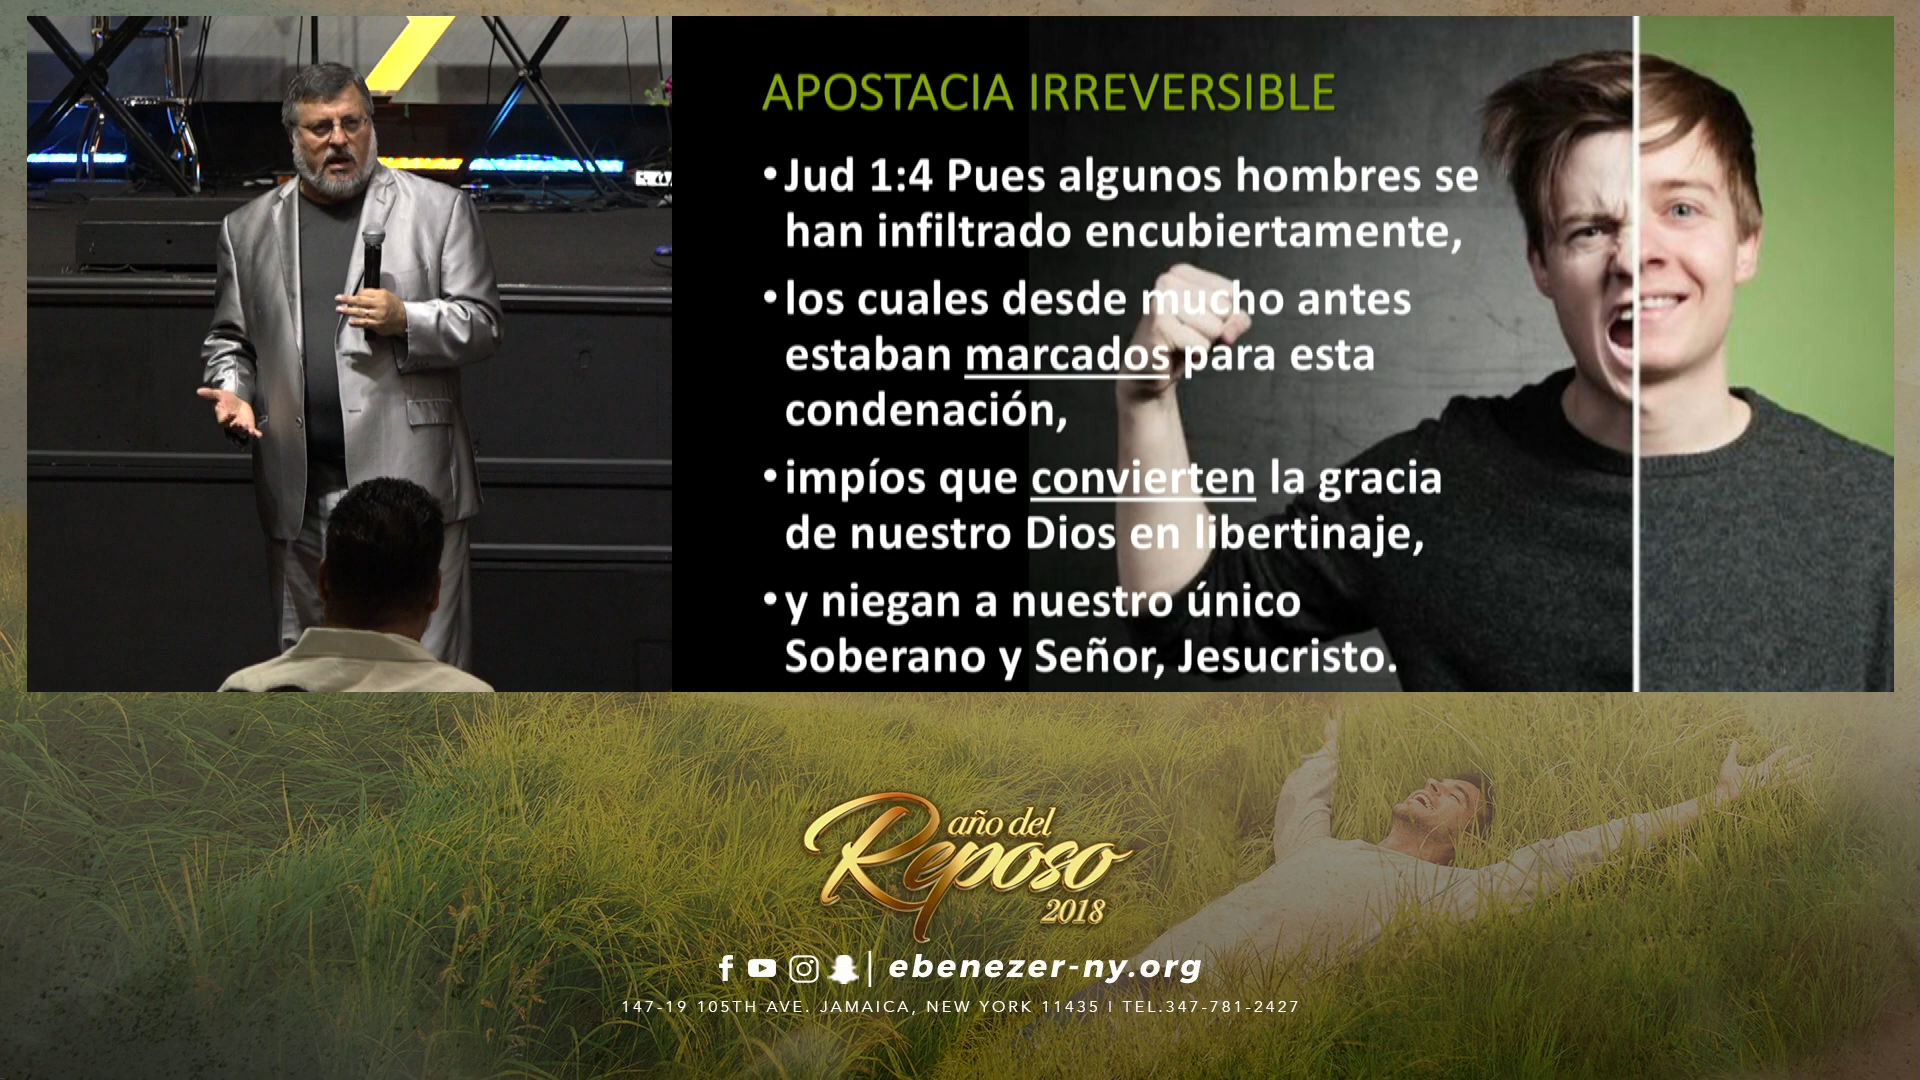 APOSTACIA IRREVERSIBLE
•Jud 1:4 Pues algunos hombres se
han infiltrado encubiertamente,
•los cuales desde mucho antes
estaban marcados para esta
condenación,
•impíos que convierten la gracia
de nuestro Dios en libertinaje,
•y niegan a nuestro único
Soberano y Señor, Jesucristo.
año del
Reposo
2018
| ebenezer-ny.org
147-19 105TH AVE. JAMAICA, NEW YORK 11435 | TEL.347-781-2427